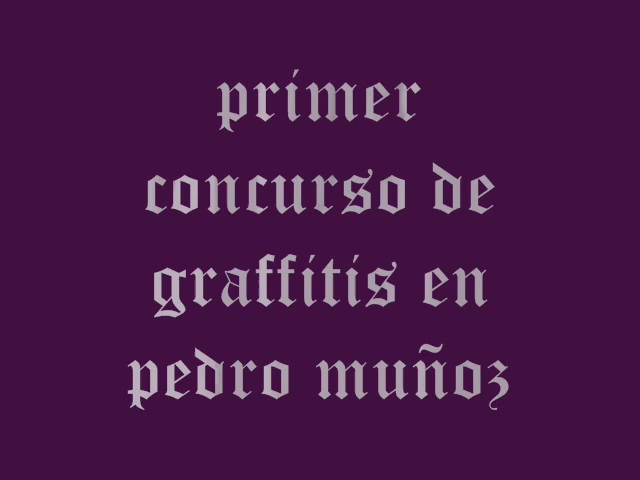 primer
concurso de
graffitis en
pedro muñoz